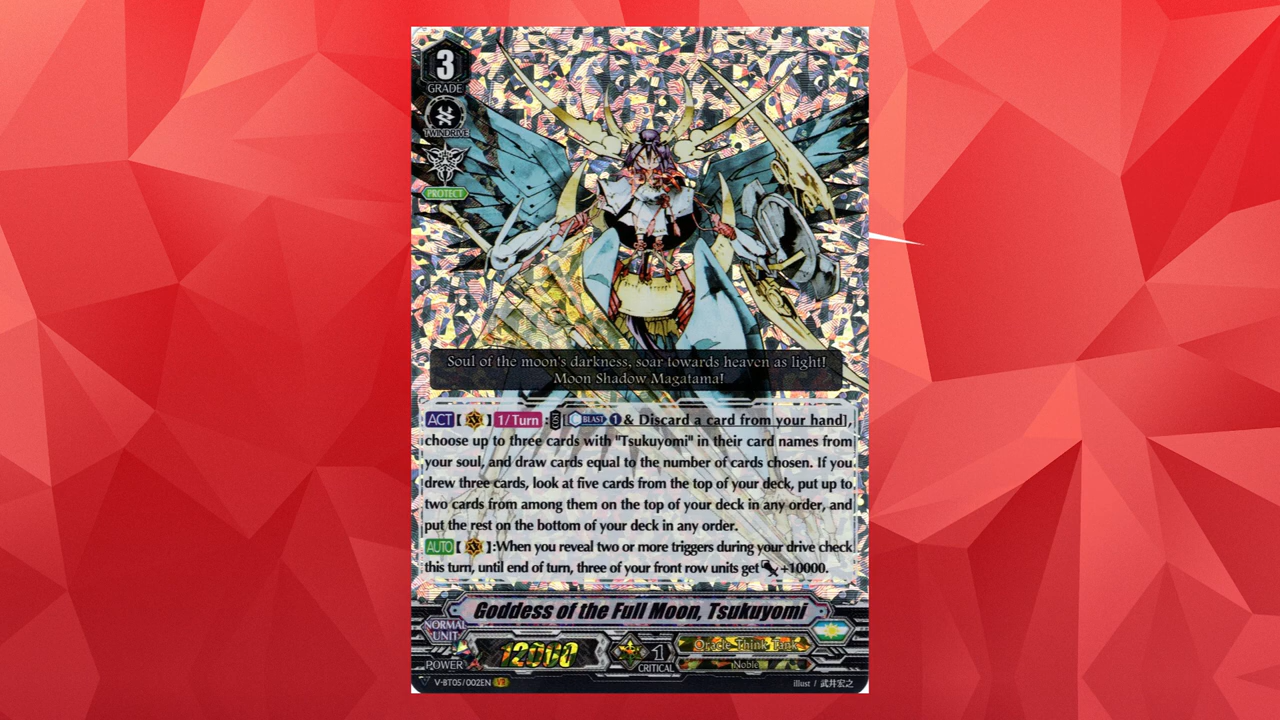 3
GRADE
TWINDRIVE
PROTECT
Soul of the moon's darkness, soar towards heaven as light!
Moon Shadow Magatama!
ACT【 】1/Turn:COST[BLAST 1 & Discard a card from your hand],
choose up to three cards with "Tsukuyomi" in their card names from
your soul, and draw cards equal to the number of cards chosen. If you
drew three cards, look at five cards from the top of your deck, put up to
two cards from among them on the top of your deck in any order, and
put the rest on the bottom of your deck in any order.
AUTO【 】:When you reveal two or more triggers during your drive check
this turn, until end of turn, three of your front row units get +10000.
Goddess of the Full Moon, Tsukuyomi
NORMAL
UNIT
POWER 12000 1
CRITICAL
Oracle Think Tank
Noble
V-BT05/002EN VR illust / 武井宏之